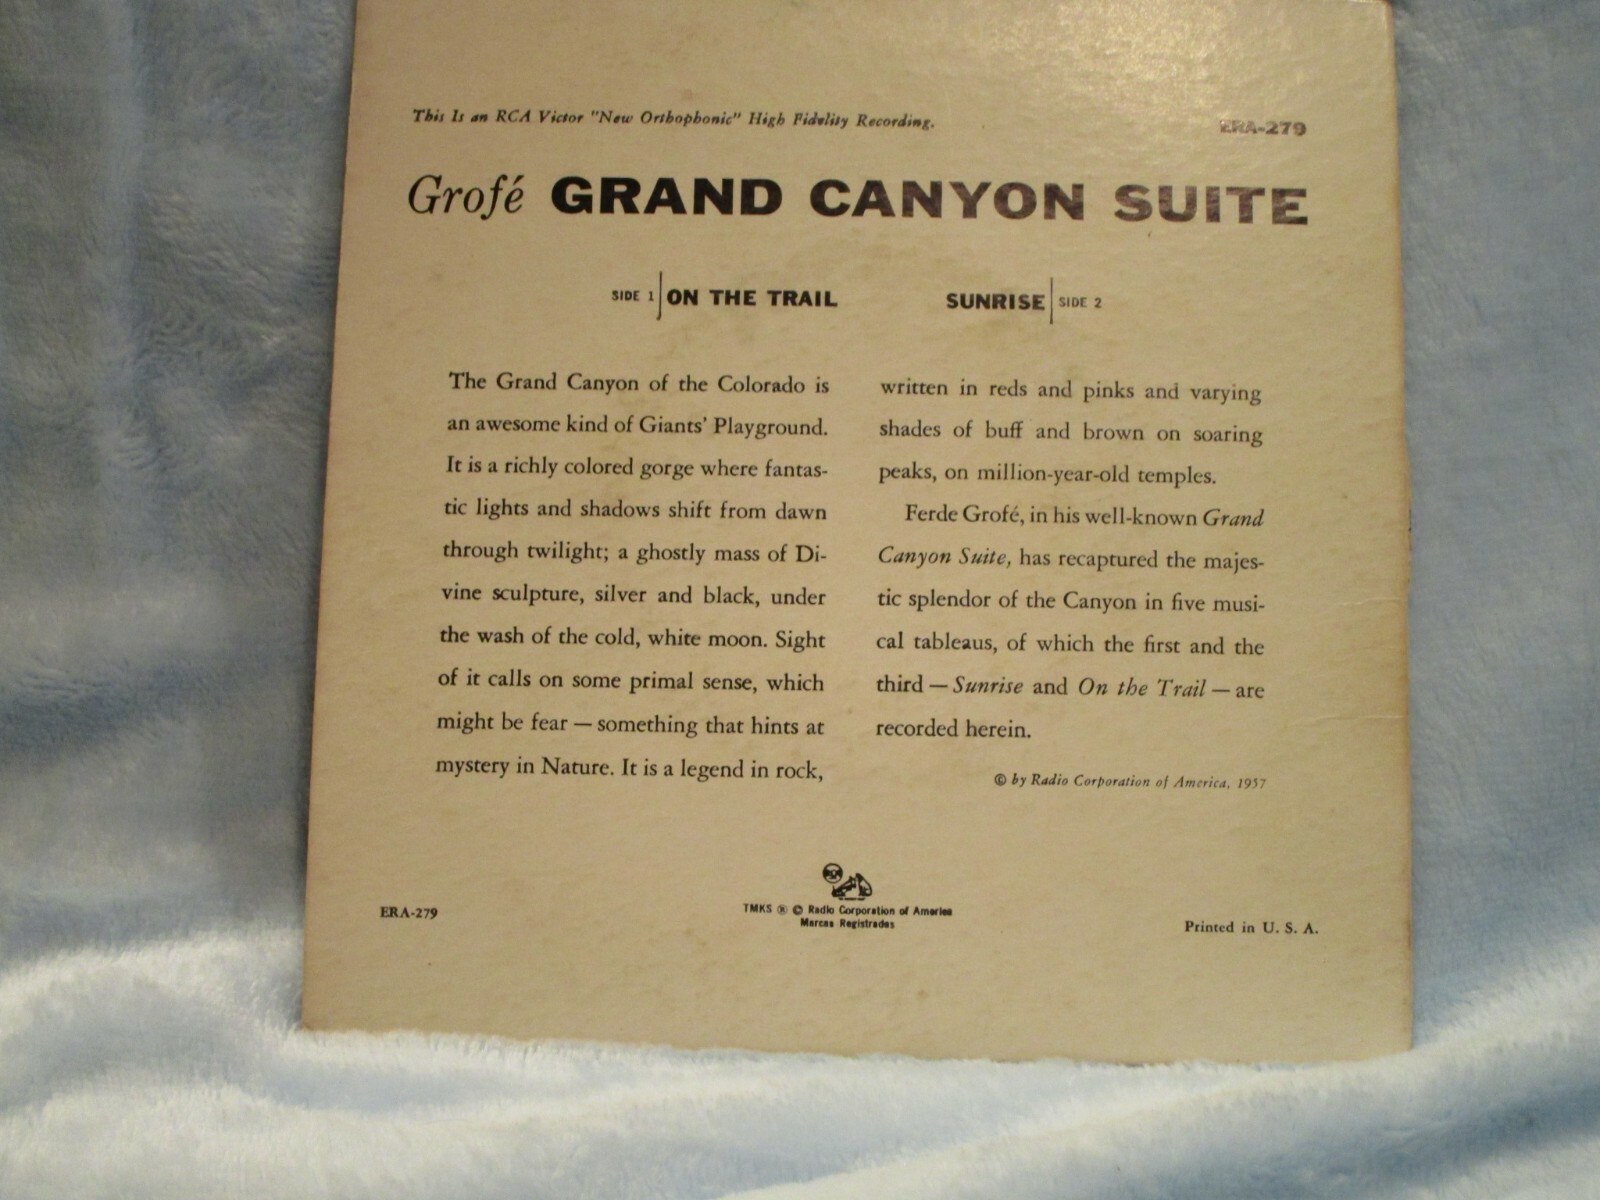 This Is an RCA Victor "New Orthophonic" High Fidelity Recording.
ERA-279
Grofé GRAND CANYON SUITE
SIDE 1 ON THE TRAIL
SUNRISE SIDE 2
The Grand Canyon of the Colorado is
an awesome kind of Giants' Playground.
It is a richly colored gorge where fantas-
tic lights and shadows shift from dawn
through twilight; a ghostly mass of Di-
vine sculpture, silver and black, under
the wash of the cold, white moon. Sight
of it calls on some primal sense, which
might be fear — something that hints at
mystery in Nature. It is a legend in rock,
written in reds and pinks and varying
shades of buff and brown on soaring
peaks, on million-year-old temples.
Ferde Grofé, in his well-known Grand
Canyon Suite, has recaptured the majes-
tic splendor of the Canyon in five musi-
cal tableaus, of which the first and the
third — Sunrise and On the Trail — are
recorded herein.
© by Radio Corporation of America, 1957
RCA
TMKS ® © Radio Corporation of America
Marcas Registradas
ERA-279
Printed in U. S. A.